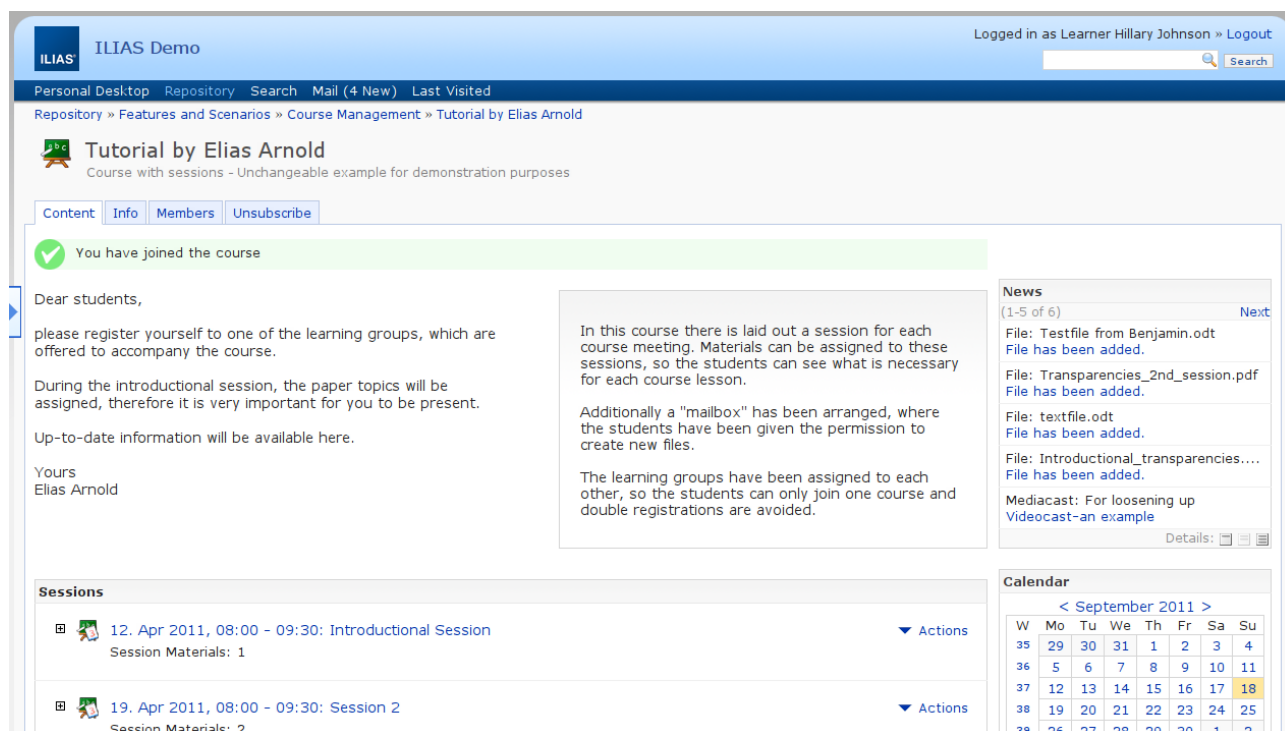 ILIAS
ILIAS Demo
Logged in as Learner Hillary Johnson » Logout
Search
Personal Desktop Repository Search Mail (4 New) Last Visited
Repository » Features and Scenarios » Course Management » Tutorial by Elias Arnold
abc
Tutorial by Elias Arnold
Course with sessions - Unchangeable example for demonstration purposes
Content Info Members Unsubscribe
You have joined the course
Dear students,
please register yourself to one of the learning groups, which are
offered to accompany the course.
During the introductional session, the paper topics will be
assigned, therefore it is very important for you to be present.
Up-to-date information will be available here.
Yours
Elias Arnold
In this course there is laid out a session for each
course meeting. Materials can be assigned to these
sessions, so the students can see what is necessary
for each course lesson.
Additionally a "mailbox" has been arranged, where
the students have been given the permission to
create new files.
The learning groups have been assigned to each
other, so the students can only join one course and
double registrations are avoided.
Sessions
12. Apr 2011, 08:00 - 09:30: Introductional Session
Actions
Session Materials: 1
19. Apr 2011, 08:00 - 09:30: Session 2
Actions
Session Materials: 2
News
(1-5 of 6) Next
File: Testfile from Benjamin.odt
File has been added.
File: Transparencies_2nd_session.pdf
File has been added.
File: textfile.odt
File has been added.
File: Introductional_transparencies....
File has been added.
Mediacast: For loosening up
Videocast-an example
Details:
Calendar
< September 2011 >
W Mo Tu We Th Fr Sa Su
35 29 30 31 1 2 3 4
36 5 6 7 8 9 10 11
37 12 13 14 15 16 17 18
38 19 20 21 22 23 24 25
39 26 27 28 29 30 1 2